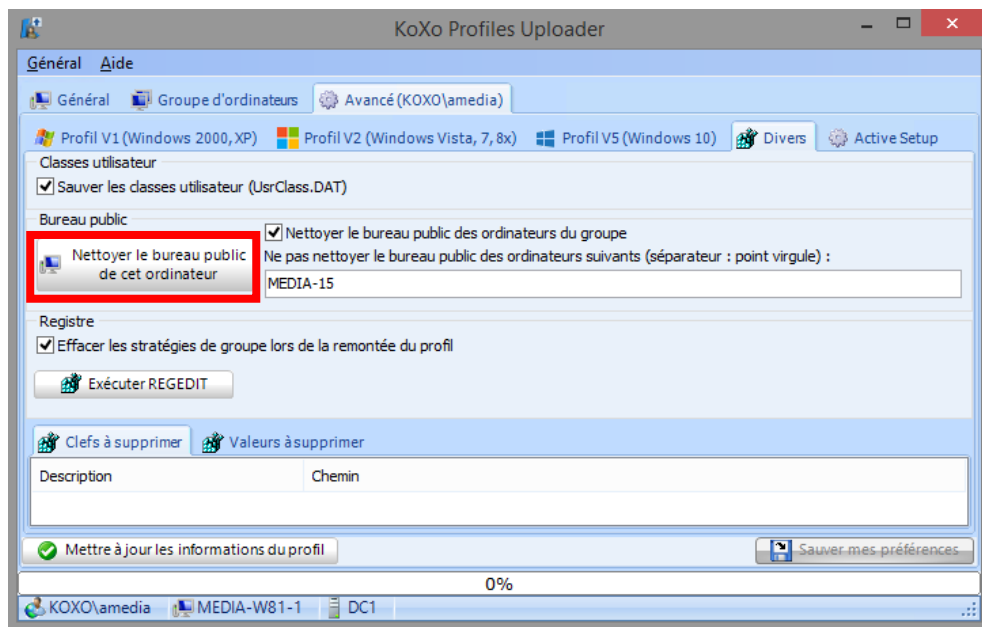 KoXo Profiles Uploader
Général Aide
Général Groupe d'ordinateurs Avancé (KOXO\amedia)
Profil V1 (Windows 2000, XP) Profil V2 (Windows Vista, 7, 8x) Profil V5 (Windows 10) Divers Active Setup
Classes utilisateur
Sauver les classes utilisateur (UsrClass.DAT)
Bureau public
Nettoyer le bureau public
de cet ordinateur
Nettoyer le bureau public des ordinateurs du groupe
Ne pas nettoyer le bureau public des ordinateurs suivants (séparateur : point virgule) :
MEDIA-15
Registre
Effacer les stratégies de groupe lors de la remontée du profil
Exécuter REGEDIT
Clefs à supprimer Valeurs à supprimer
Description Chemin
Mettre à jour les informations du profil Sauver mes préférences
0%
KOXO\amedia MEDIA-W81-1 DC1